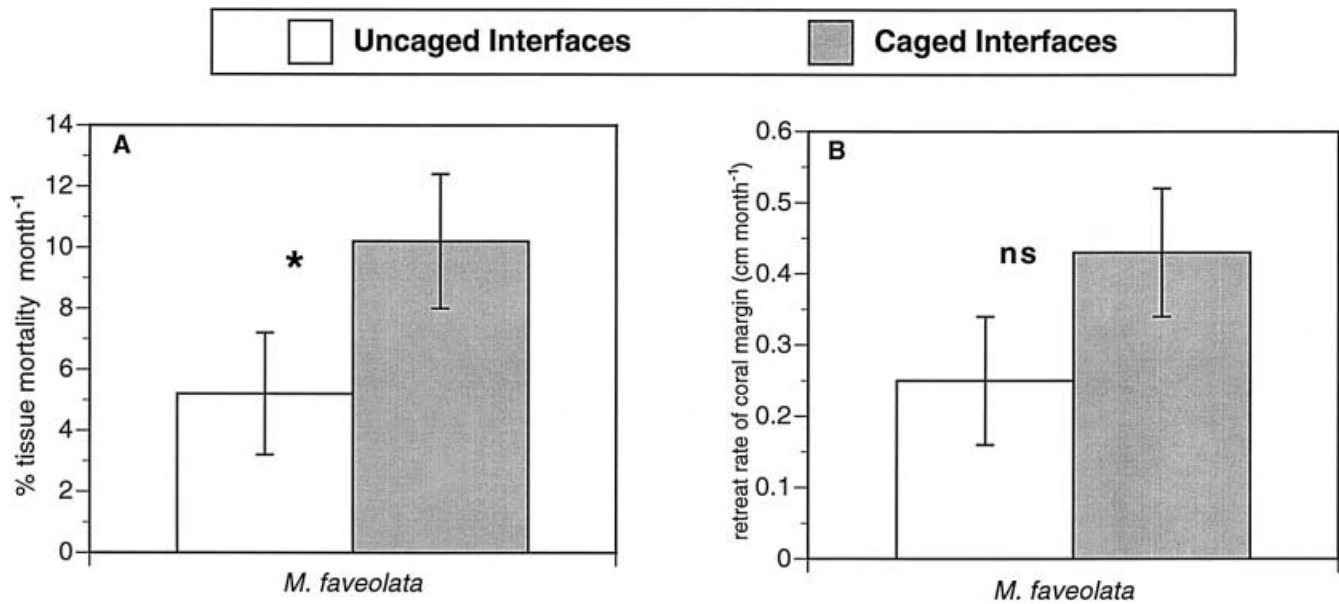 Uncaged Interfaces
Caged Interfaces
A
% tissue mortality month⁻¹
14
12
10
8
6
4
2
0
*
M. faveolata
B
retreat rate of coral margin (cm month⁻¹)
0.6
0.5
0.4
0.3
0.2
0.1
0
ns
M. faveolata